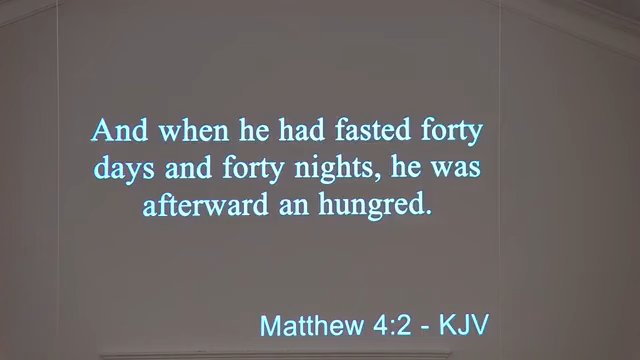 And when he had fasted forty
days and forty nights, he was
afterward an hungred.
Matthew 4:2 - KJV